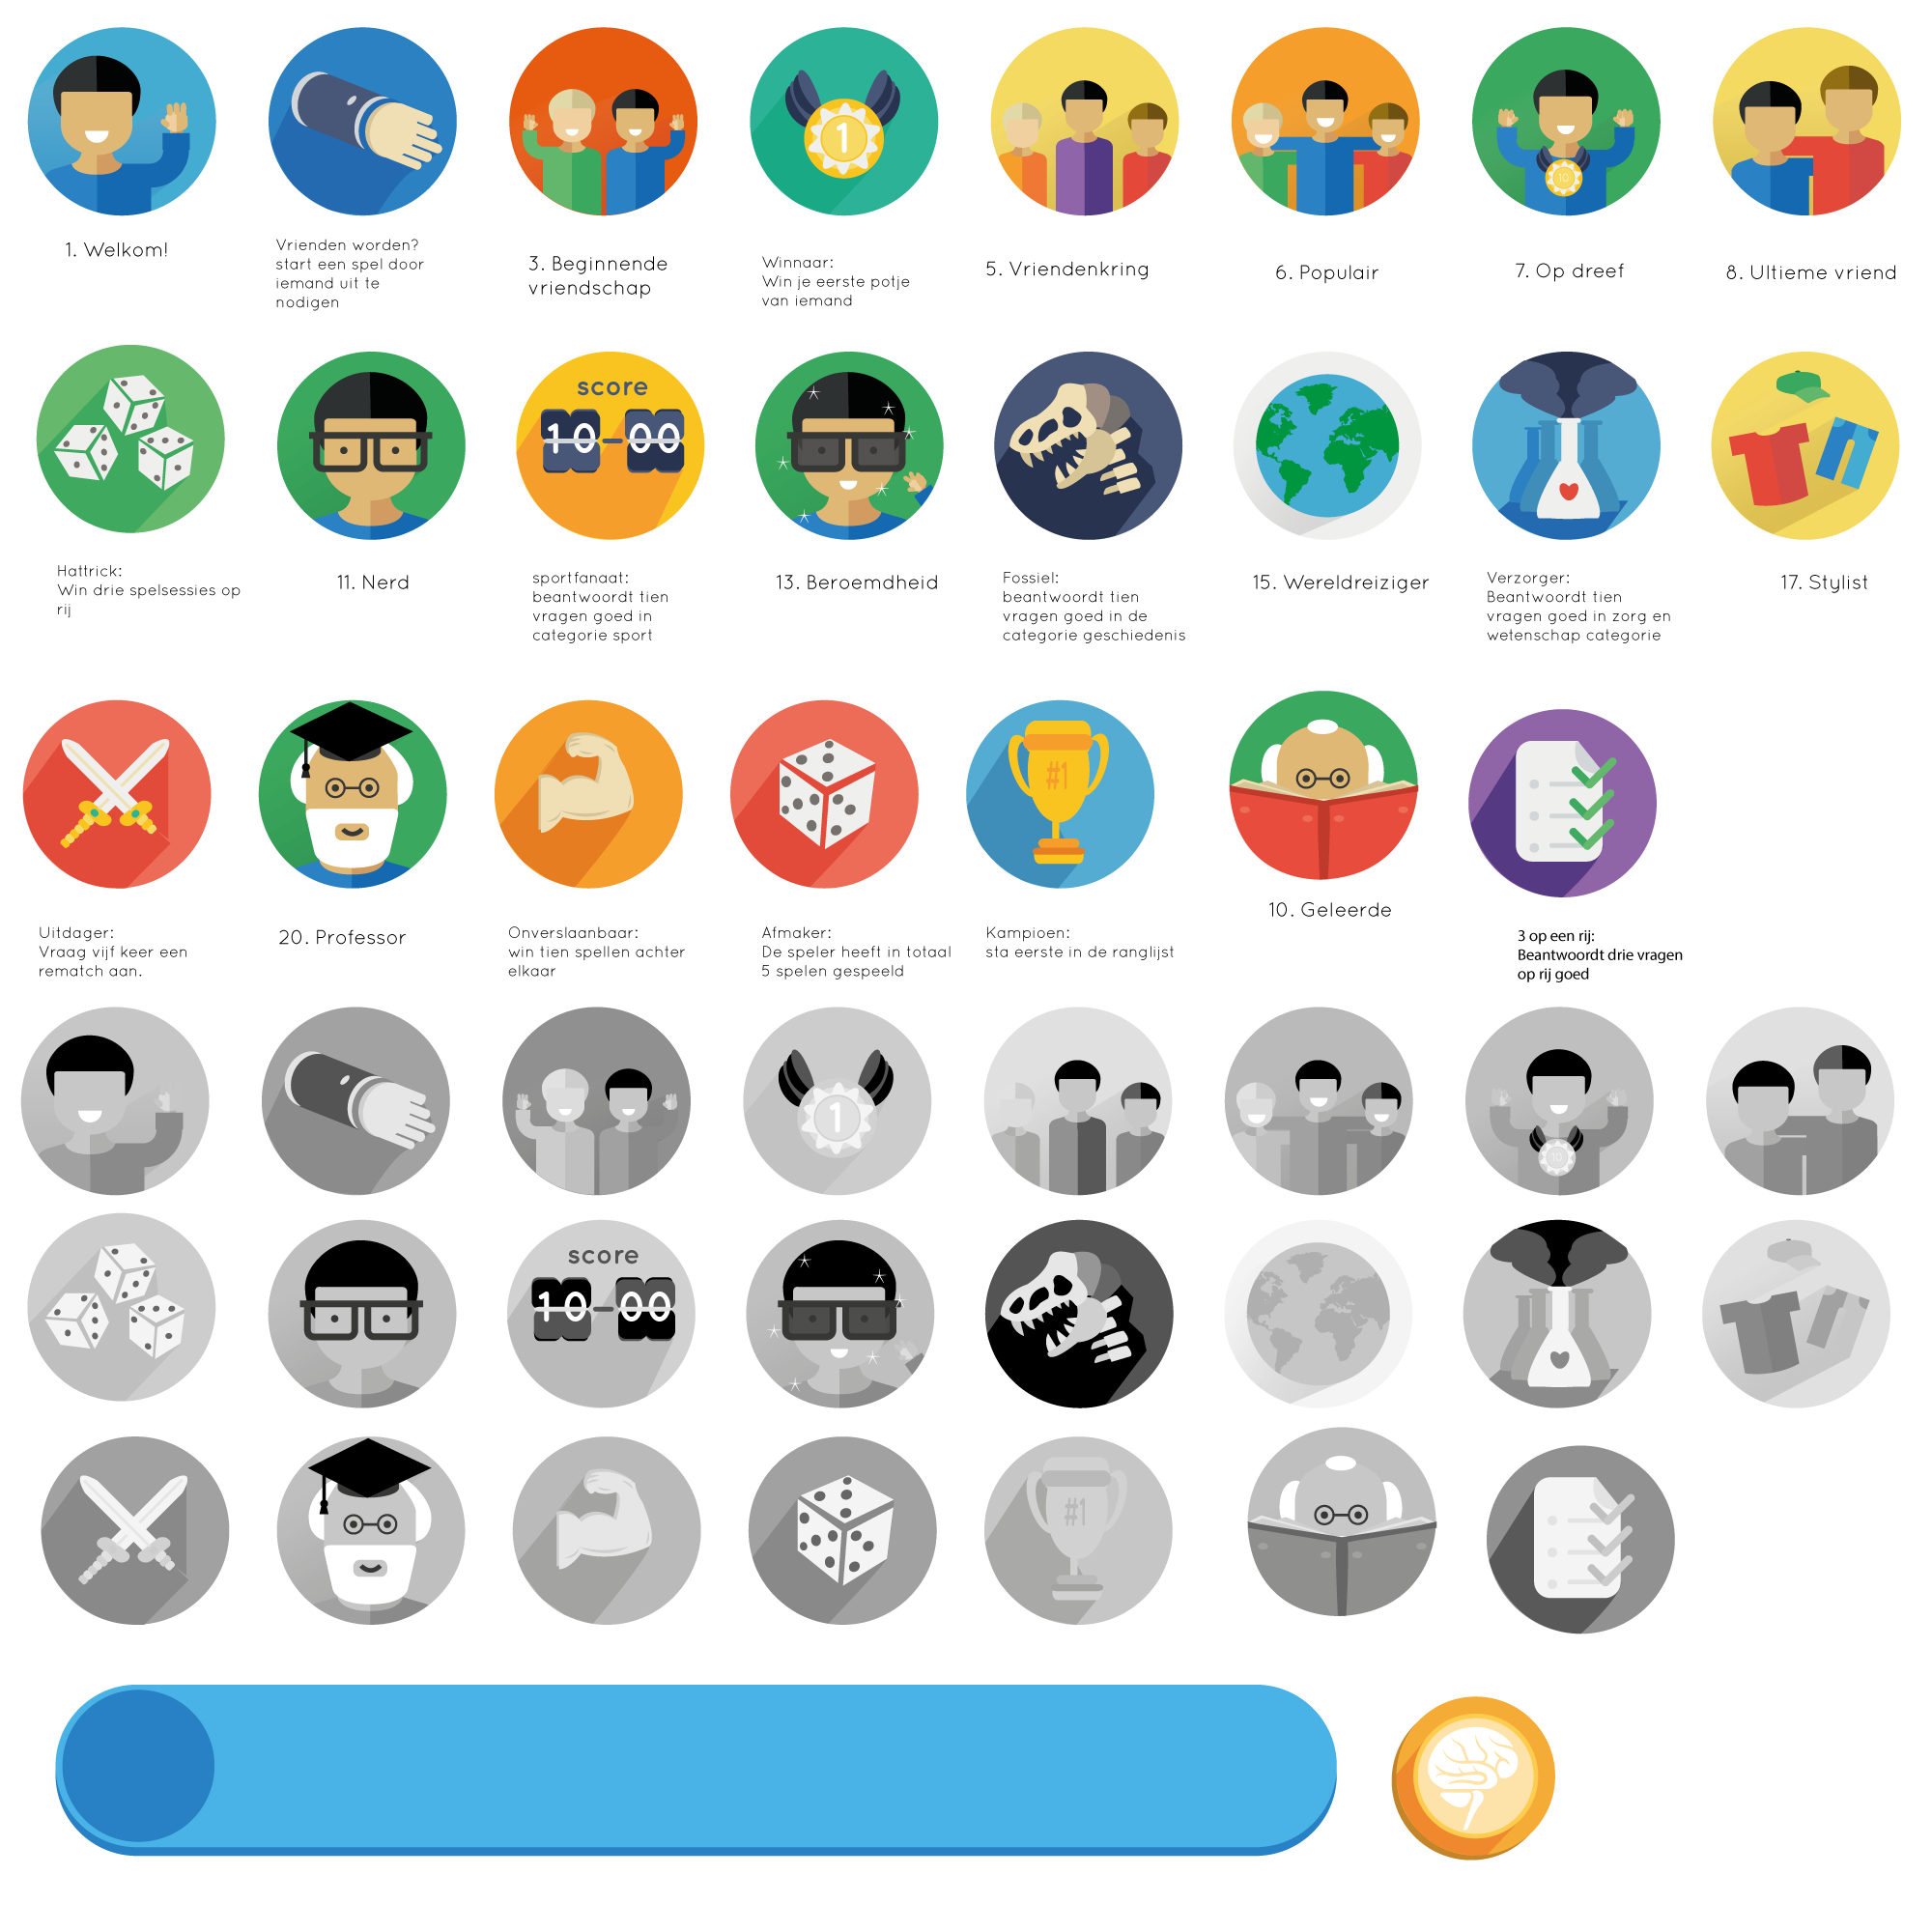 1. Welkom!
Vrienden worden?
start een spel door
iemand uit te
nodigen
3. Beginnende
vriendschap
1
Winnaar:
Win je eerste potje
van iemand
5. Vriendenkring
6. Populair
10
7. Op dreef
8. Ultieme vriend
Hattrick:
Win drie spelsessies op
rij
11. Nerd
score
10-00
sportfanaat:
beantwoordt tien
vragen goed in
categorie sport
13. Beroemdheid
Fossiel:
beantwoordt tien
vragen goed in de
categorie geschiedenis
15. Wereldreiziger
Verzorger:
Beantwoordt tien
vragen goed in zorg en
wetenschap categorie
17. Stylist
Uitdager:
Vraag vijf keer een
rematch aan.
20. Professor
Onverslaanbaar:
win tien spellen achter
elkaar
Afmaker:
De speler heeft in totaal
5 spelen gespeeld
#1
Kampioen:
sta eerste in de ranglijst
10. Geleerde
3 op een rij:
Beantwoordt drie vragen
op rij goed
1
10
score
10-00
#1